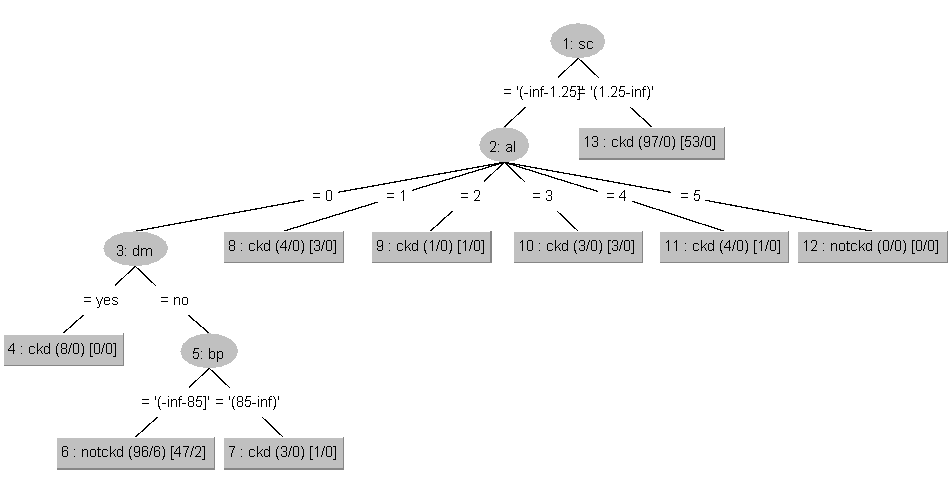 1: sc
= '(-inf-1.25]' = '(1.25-inf)'
2: al
13 : ckd (97/0) [53/0]
= 0 = 1 = 2 = 3 = 4 = 5
3: dm
8 : ckd (4/0) [3/0]
9 : ckd (1/0) [1/0]
10 : ckd (3/0) [3/0]
11 : ckd (4/0) [1/0]
12 : notckd (0/0) [0/0]
= yes = no
4 : ckd (8/0) [0/0]
5: bp
= '(-inf-85]' = '(85-inf)'
6 : notckd (96/6) [47/2]
7 : ckd (3/0) [1/0]